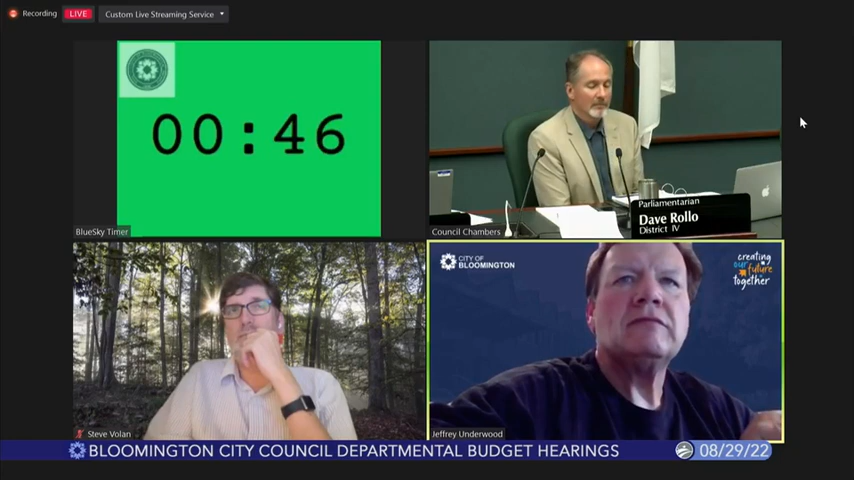 Recording
LIVE
Custom Live Streaming Service
00:46
BlueSky Timer
Parliamentarian
Dave Rollo
District IV
Council Chambers
CITY OF
BLOOMINGTON
creating
our future
together
Steve Volan
Jeffrey Underwood
BLOOMINGTON CITY COUNCIL DEPARTMENTAL BUDGET HEARINGS
08/29/22